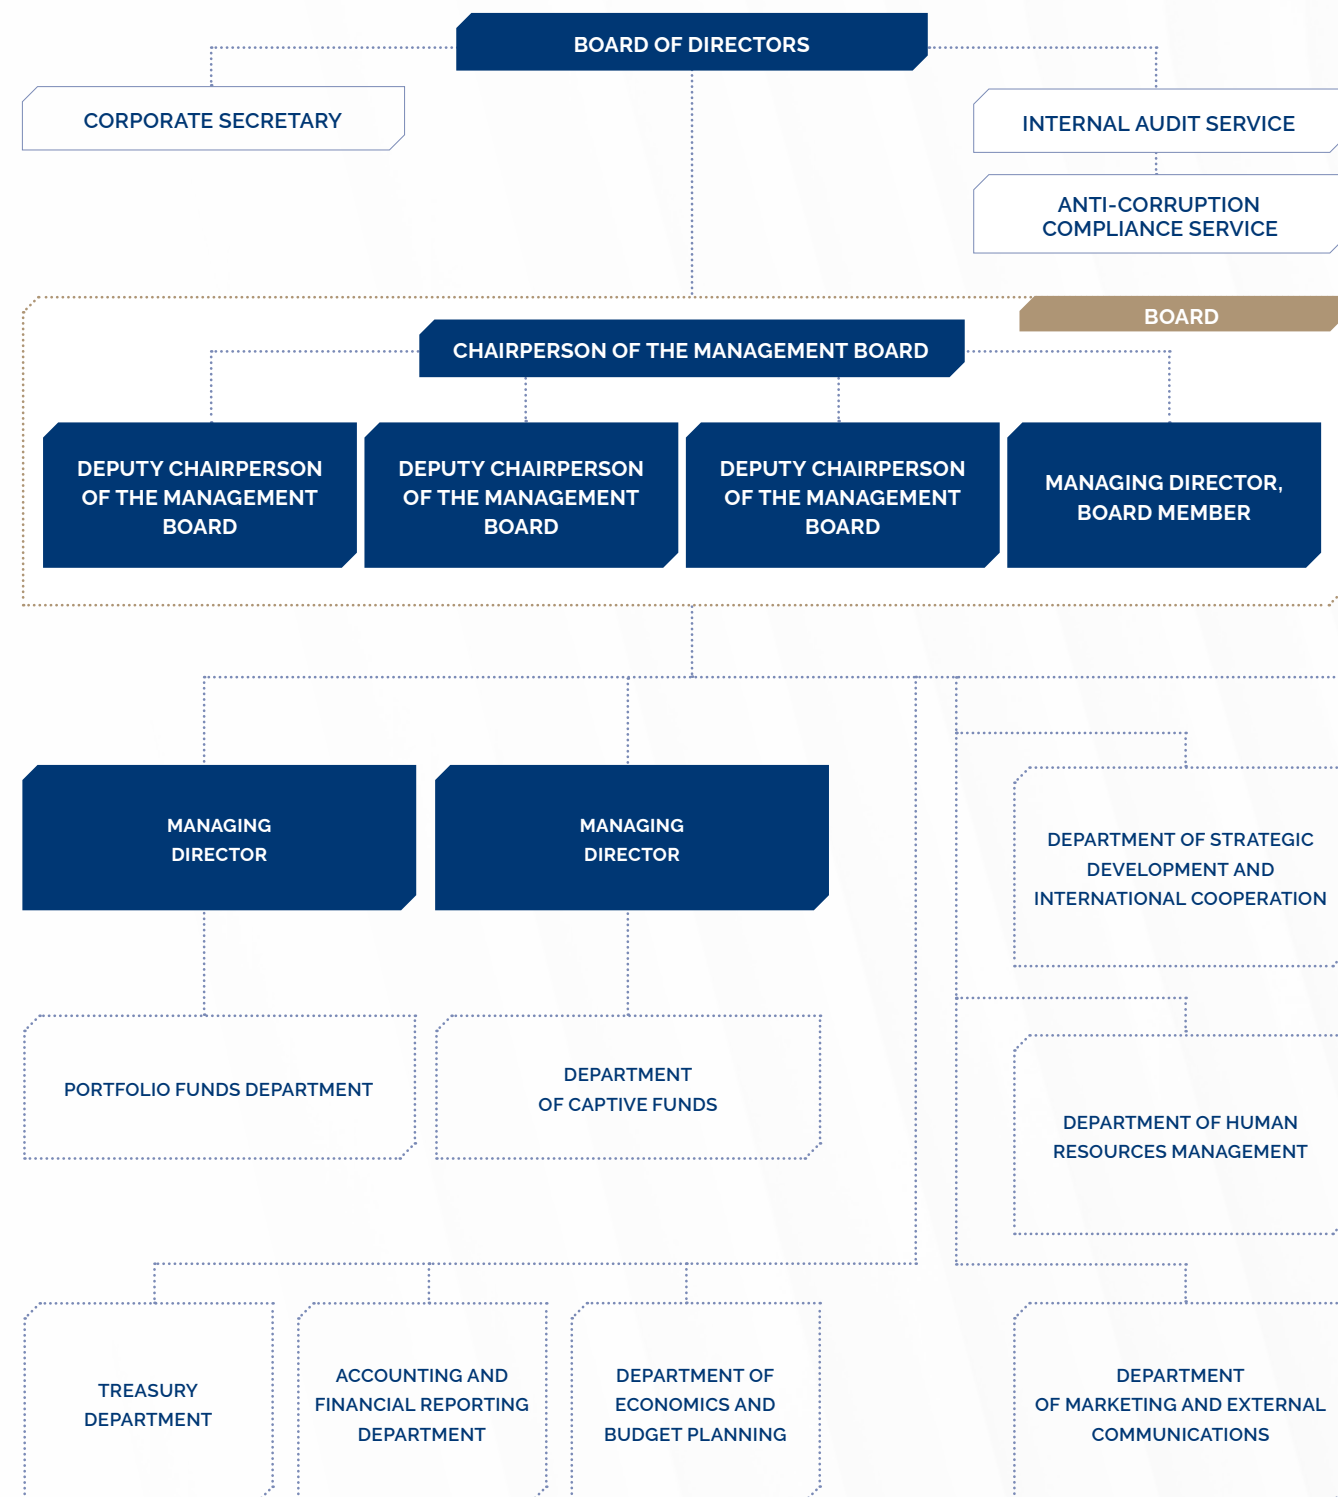 BOARD OF DIRECTORS
CORPORATE SECRETARY
INTERNAL AUDIT SERVICE
ANTI-CORRUPTION
COMPLIANCE SERVICE
BOARD
CHAIRPERSON OF THE MANAGEMENT BOARD
DEPUTY CHAIRPERSON
OF THE MANAGEMENT
BOARD
DEPUTY CHAIRPERSON
OF THE MANAGEMENT
BOARD
DEPUTY CHAIRPERSON
OF THE MANAGEMENT
BOARD
MANAGING DIRECTOR,
BOARD MEMBER
MANAGING
DIRECTOR
MANAGING
DIRECTOR
DEPARTMENT OF STRATEGIC
DEVELOPMENT AND
INTERNATIONAL COOPERATION
PORTFOLIO FUNDS DEPARTMENT
DEPARTMENT
OF CAPTIVE FUNDS
DEPARTMENT OF HUMAN
RESOURCES MANAGEMENT
TREASURY
DEPARTMENT
ACCOUNTING AND
FINANCIAL REPORTING
DEPARTMENT
DEPARTMENT OF
ECONOMICS AND
BUDGET PLANNING
DEPARTMENT
OF MARKETING AND EXTERNAL
COMMUNICATIONS